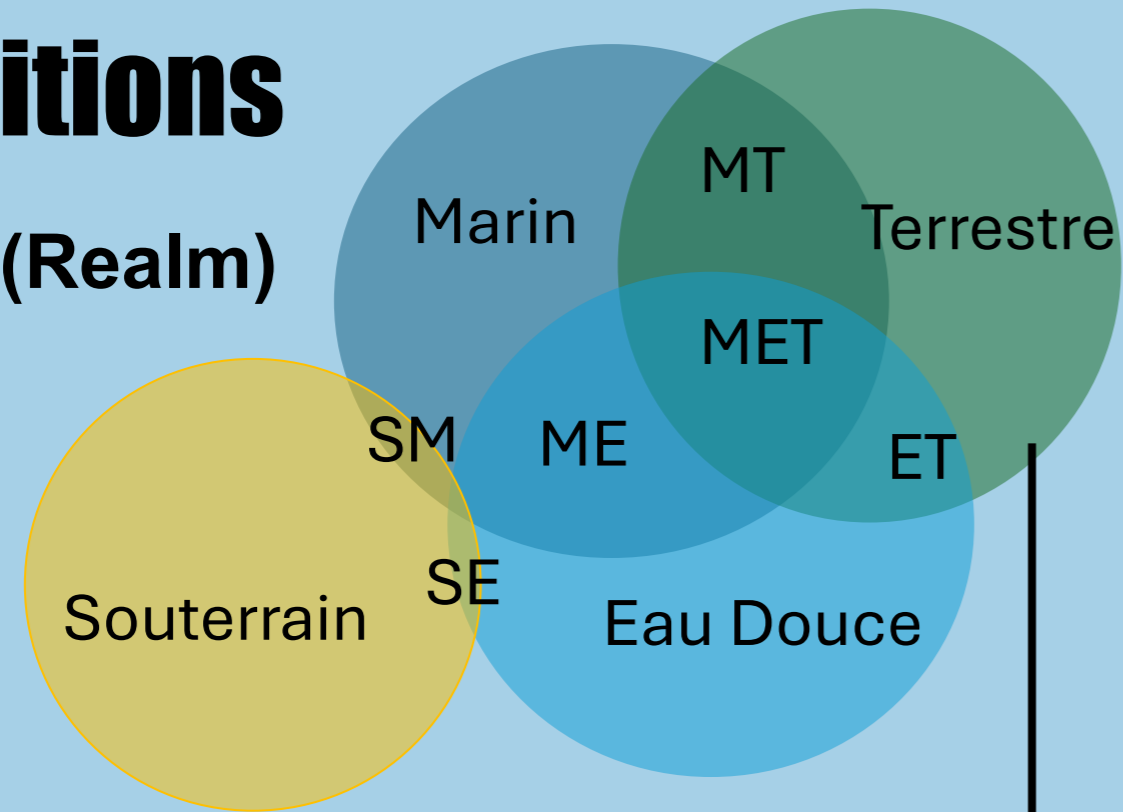 itions
(Realm)
MT
Marin
Terrestre
MET
SM
ME
ET
SE
Souterrain
Eau Douce